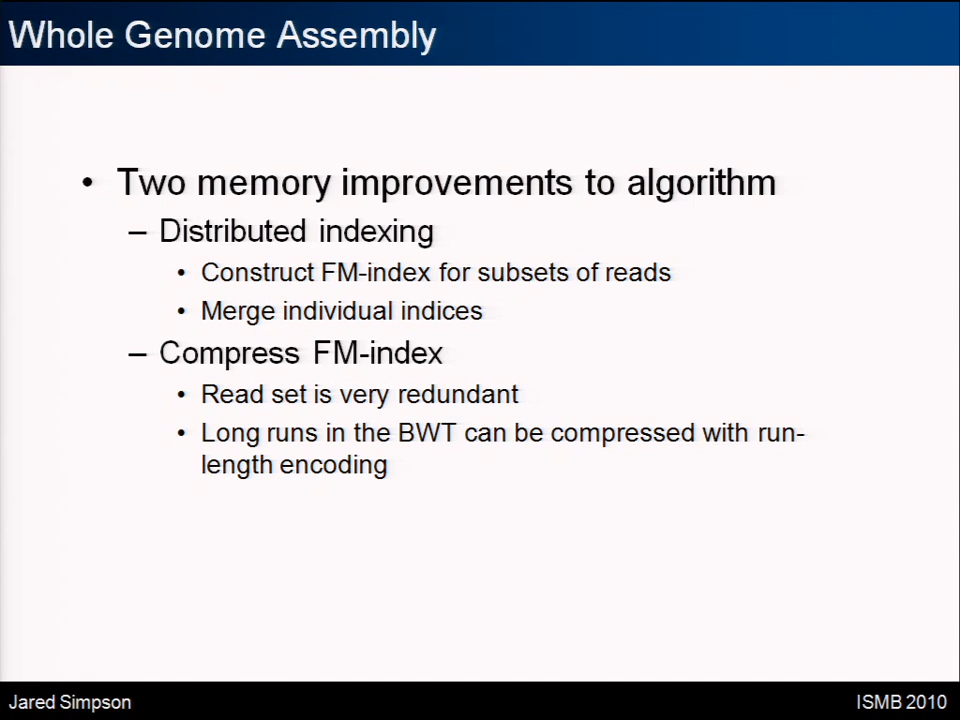 Whole Genome Assembly
• Two memory improvements to algorithm
– Distributed indexing
• Construct FM-index for subsets of reads
• Merge individual indices
– Compress FM-index
• Read set is very redundant
• Long runs in the BWT can be compressed with run-
length encoding
Jared Simpson
ISMB 2010